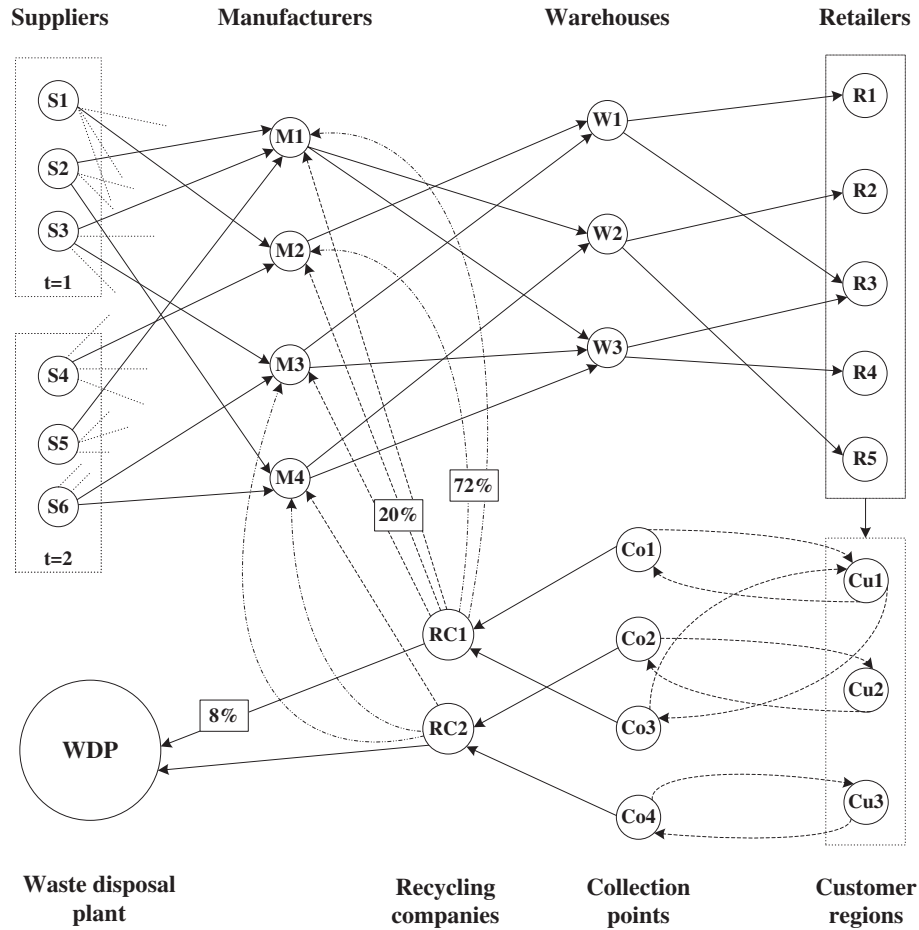 Suppliers Manufacturers Warehouses Retailers
S1
S2
S3
t=1
S4
S5
S6
t=2
M1
M2
M3
M4
W1
W2
W3
R1
R2
R3
R4
R5
72%
20%
8%
RC1
RC2
Co1
Co2
Co3
Co4
Cu1
Cu2
Cu3
WDP
Waste disposal
plant
Recycling
companies
Collection
points
Customer
regions